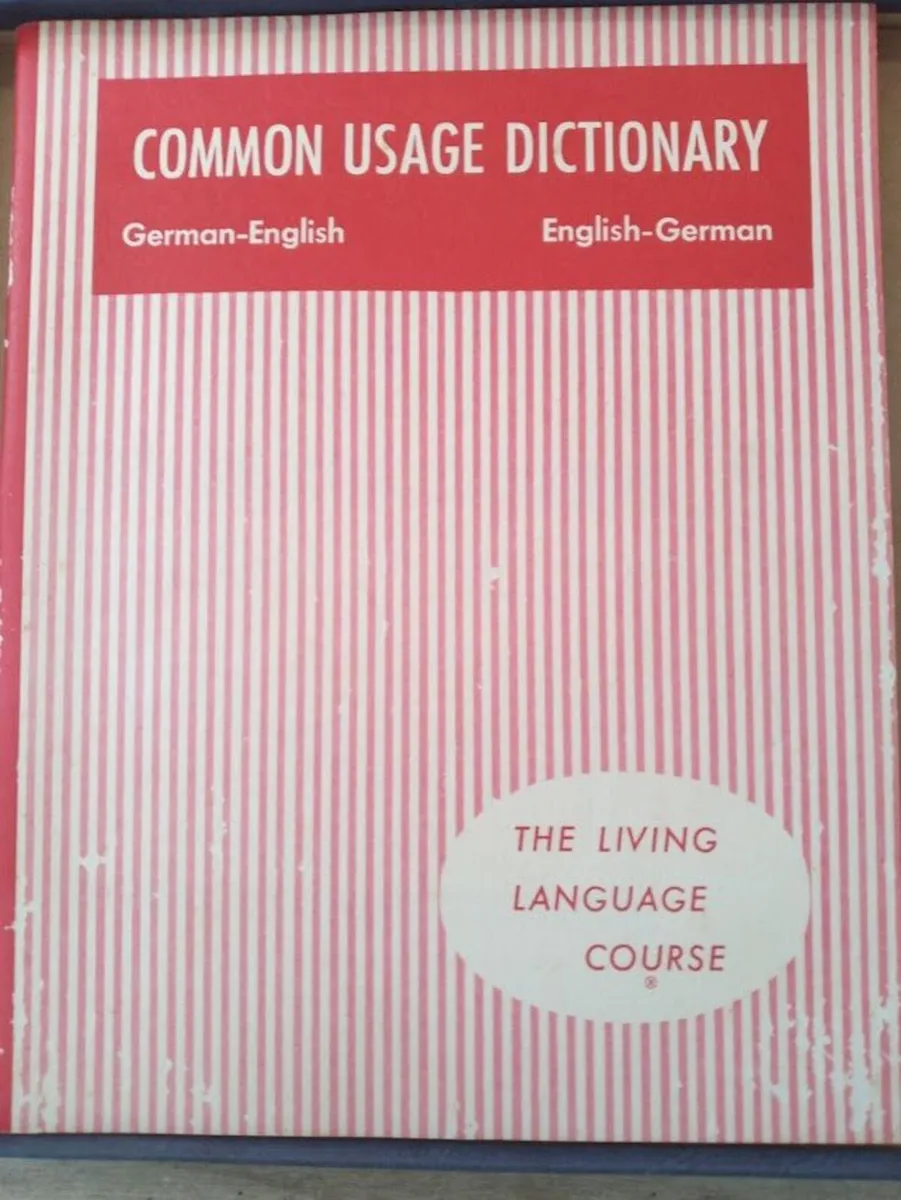 COMMON USAGE DICTIONARY
German-English English-German
THE LIVING
LANGUAGE
COURSE
®